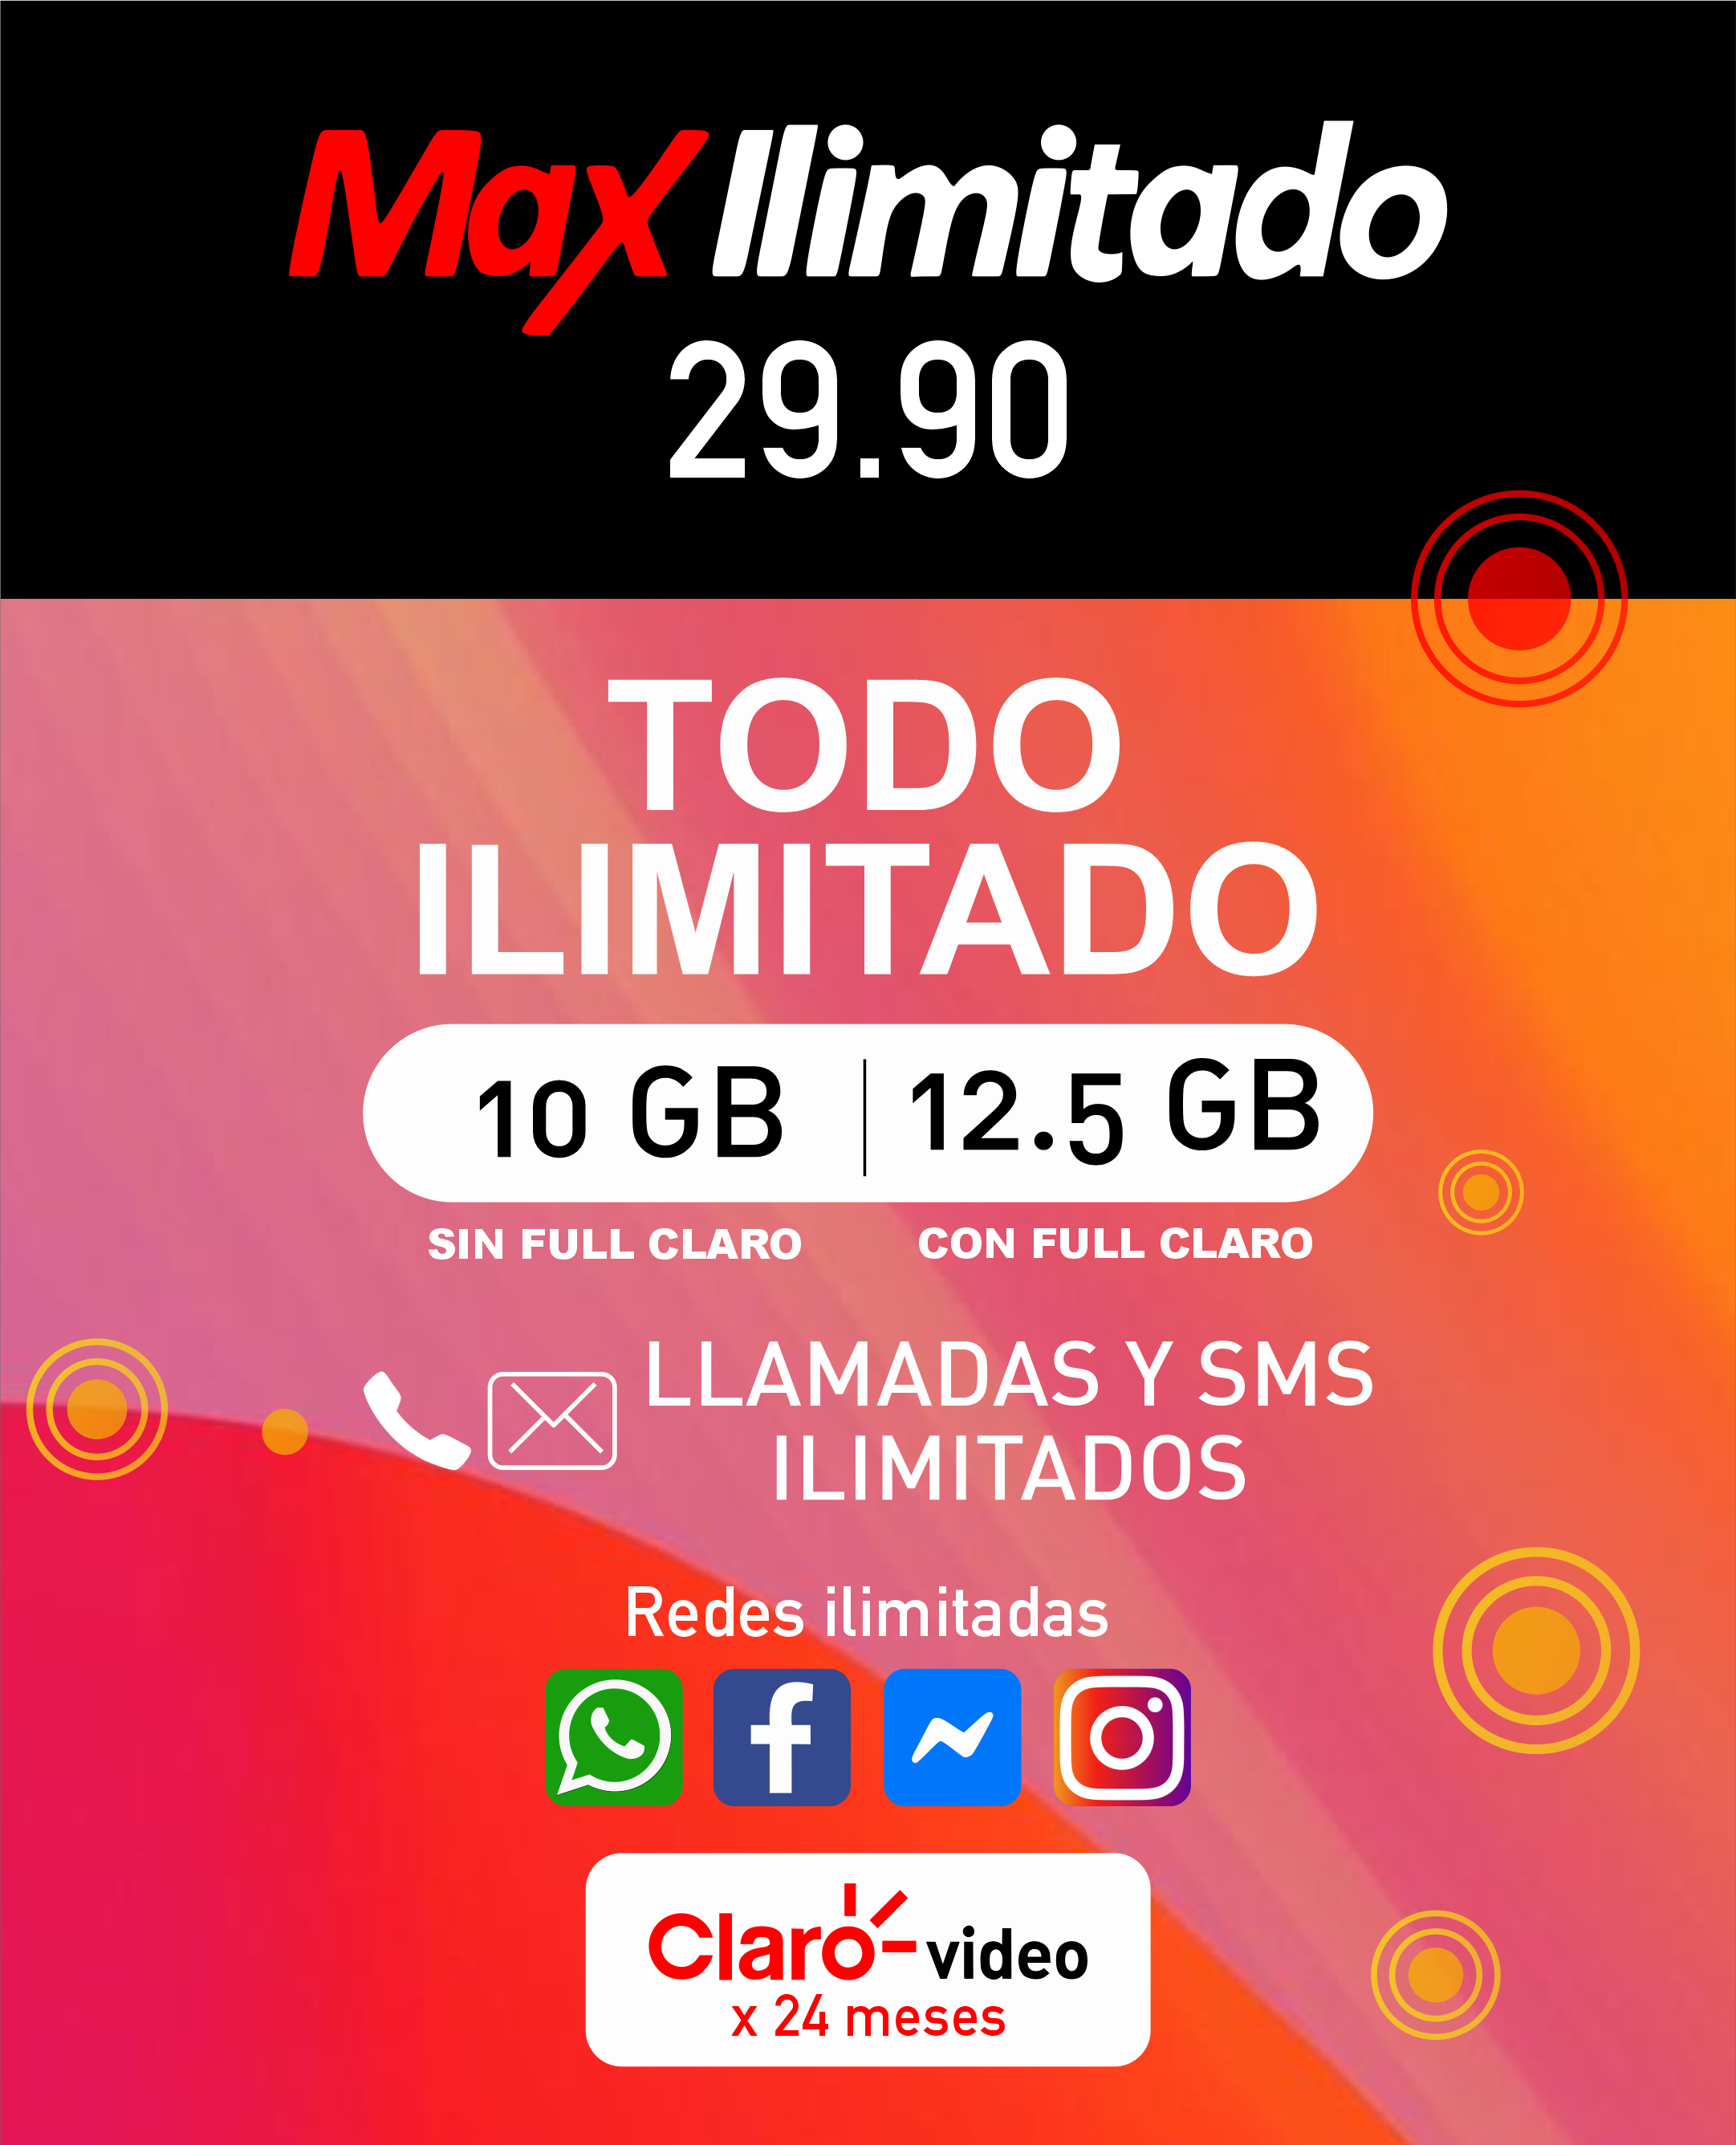 Max Ilimitado
29.90
TODO
ILIMITADO
10 GB | 12.5 GB
SIN FULL CLARO CON FULL CLARO
LLAMADAS Y SMS
ILIMITADOS
Redes ilimitadas
Claro video
x 24 meses